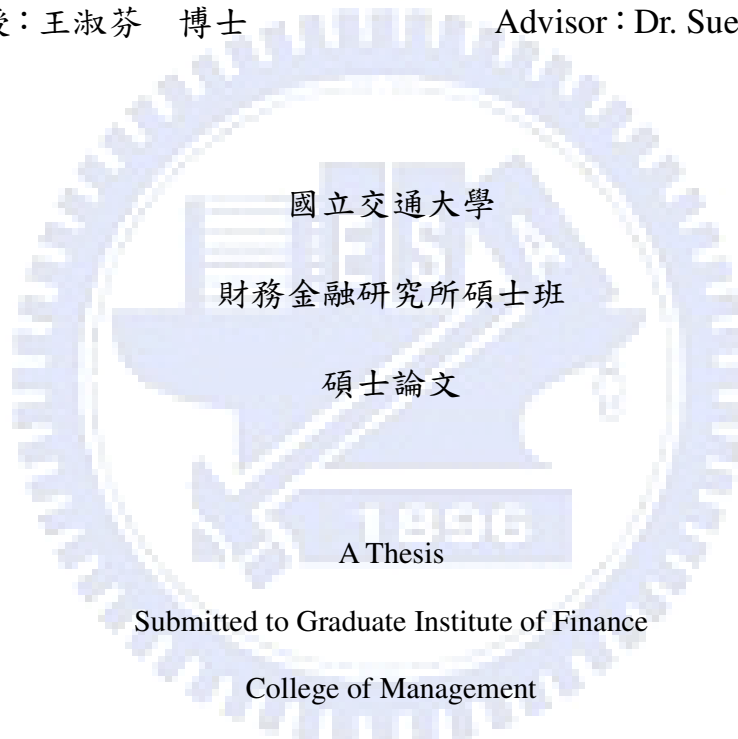 ：王淑芬 博士 Advisor：Dr. Sue
國立交通大學
財務金融研究所碩士班
碩士論文
1896
A Thesis
Submitted to Graduate Institute of Finance
College of Management